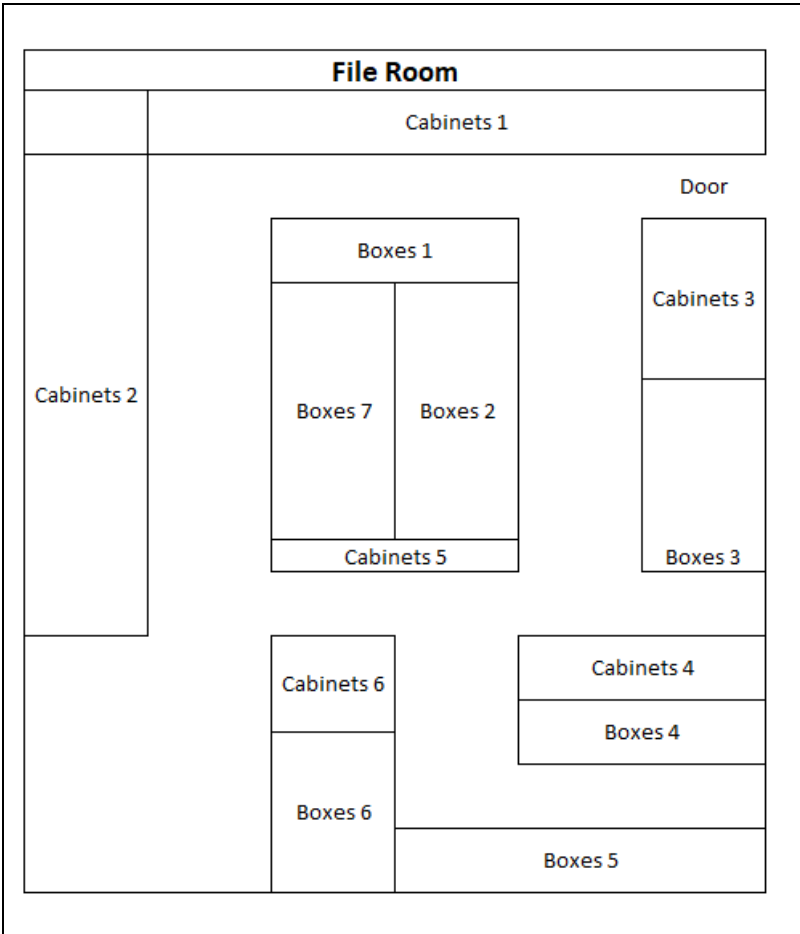 File Room
Cabinets 1
Door
Boxes 1
Cabinets 3
Cabinets 2
Boxes 7
Boxes 2
Cabinets 5
Boxes 3
Cabinets 6
Cabinets 4
Boxes 4
Boxes 6
Boxes 5